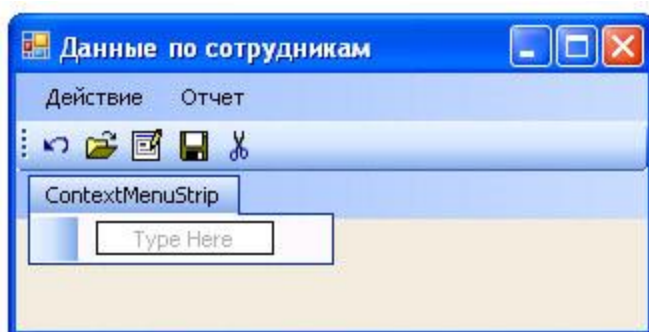 Данные по сотрудникам
Действие Отчет
ContextMenuStrip
Type Here